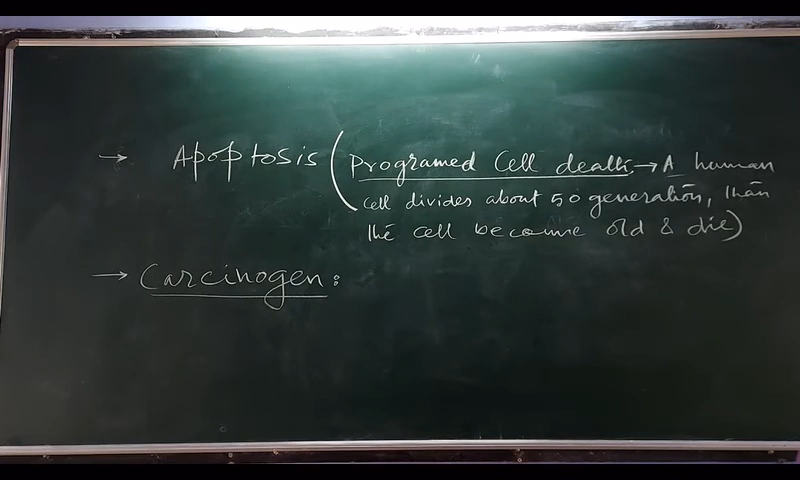 → Apoptosis (Programed Cell death → A human
cell divides about 50 generation, than
the cell become old & die)
→ Carcinogen: